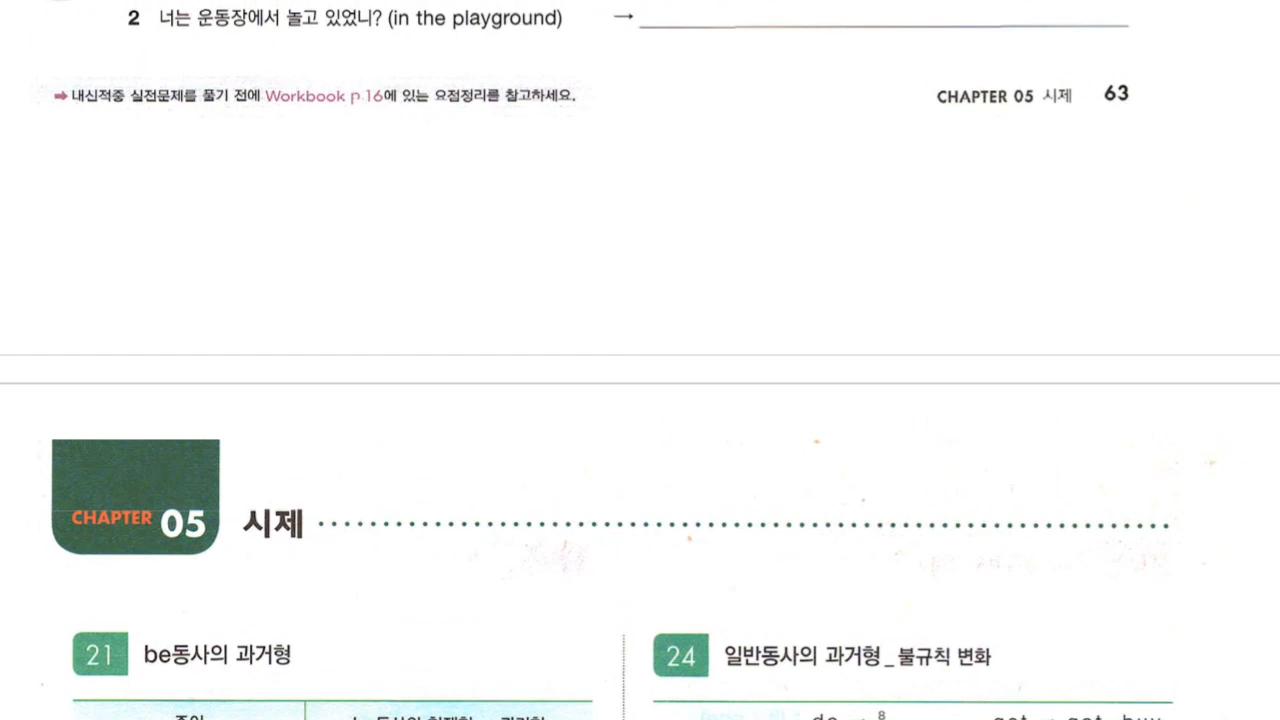 2 너는 운동장에서 놀고 있었니? (in the playground) →
➡ 내신적중 실전문제를 풀기 전에 Workbook p.16에 있는 요점정리를 참고하세요.
CHAPTER 05 시제 63
CHAPTER 05 시제
21 be동사의 과거형
24 일반동사의 과거형_불규칙 변화